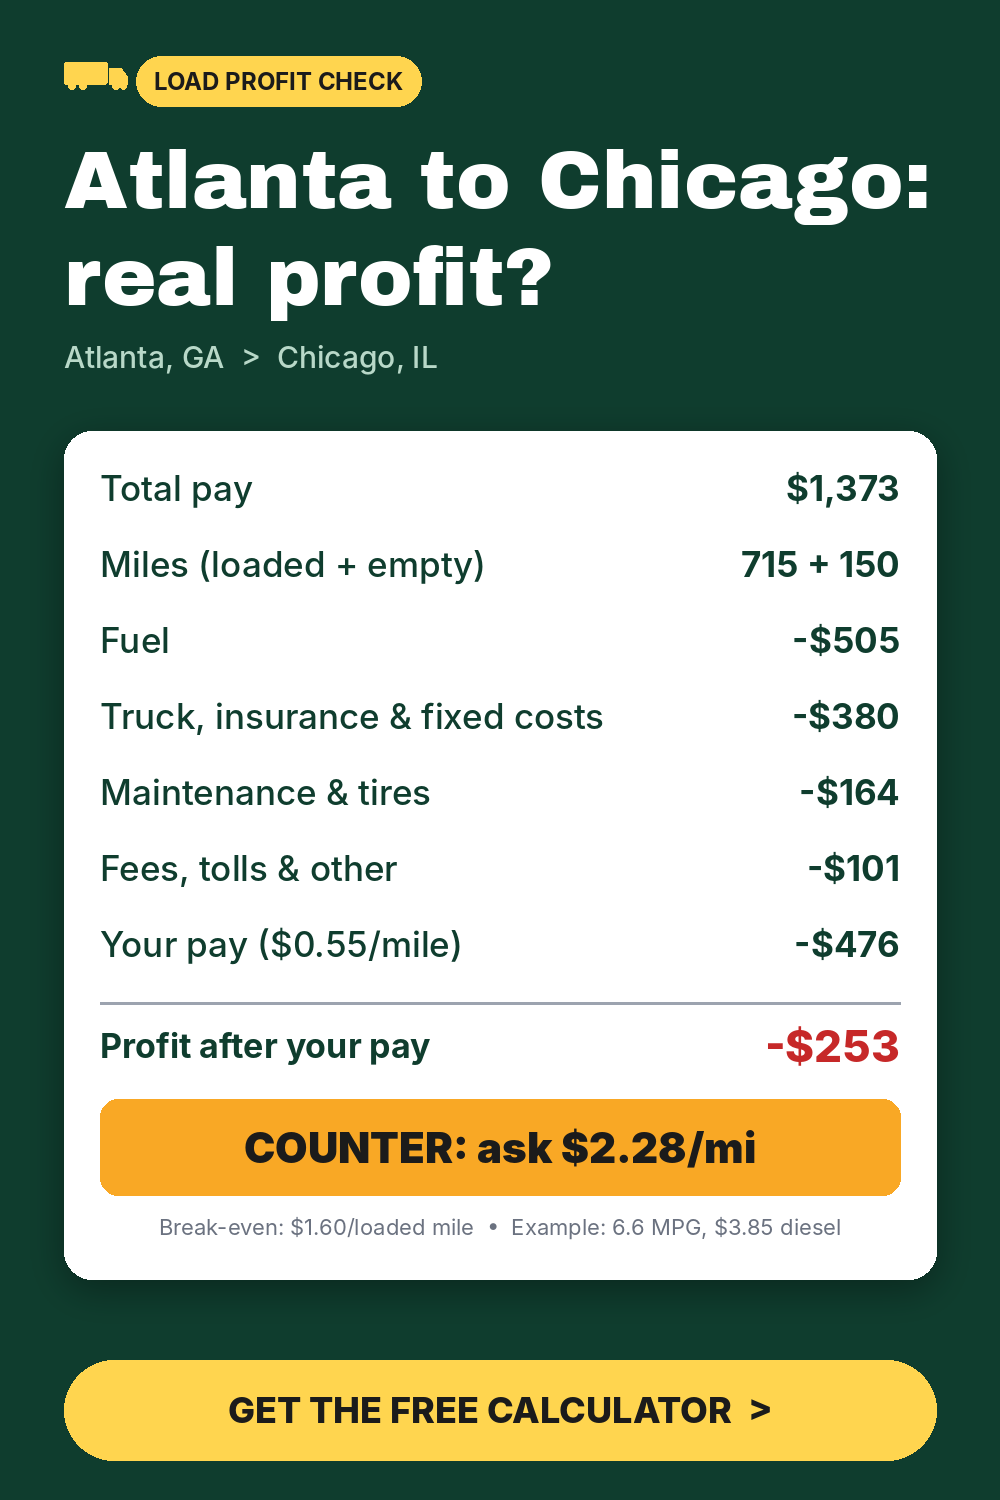 LOAD PROFIT CHECK
Atlanta to Chicago:
real profit?
Atlanta, GA > Chicago, IL
Total pay $1,373
Miles (loaded + empty) 715 + 150
Fuel -$505
Truck, insurance & fixed costs -$380
Maintenance & tires -$164
Fees, tolls & other -$101
Your pay ($0.55/mile) -$476
Profit after your pay -$253
COUNTER: ask $2.28/mi
Break-even: $1.60/loaded mile • Example: 6.6 MPG, $3.85 diesel
GET THE FREE CALCULATOR >